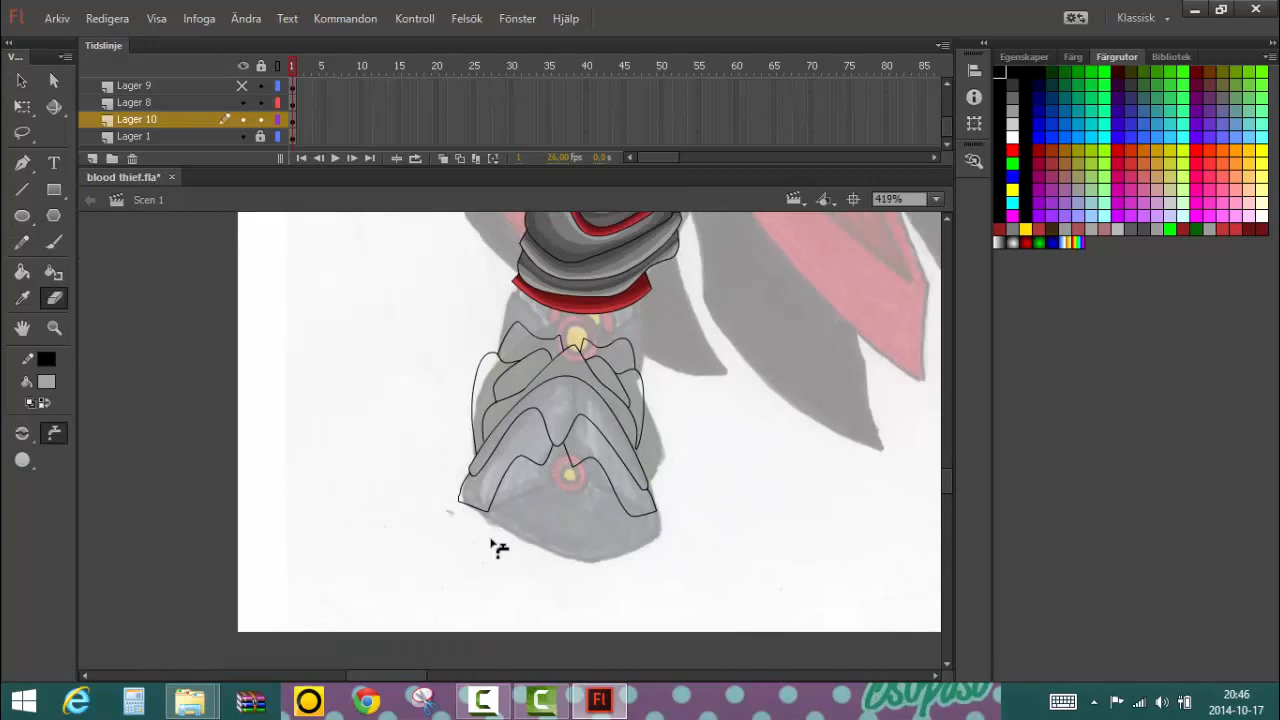 Fl Arkiv Redigera Visa Infoga Ändra Text Kommandon Kontroll Felsök Fönster Hjälp Klassisk
V... Tidslinje Egenskaper Färg Färgrutor Bibliotek
1 5 10 15 20 25 30 35 40 45 50 55 60 65 70 75 80 85
Lager 9
Lager 8
Lager 10
Lager 1
1 26,00 fps 0,0 s
blood thief.fla*
Scene 1 419%
Fl
20:46
2014-10-17